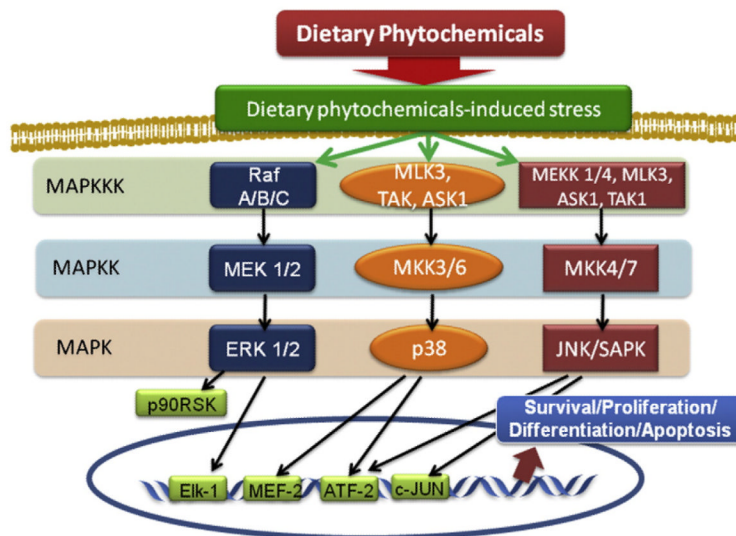 Dietary Phytochemicals
Dietary phytochemicals-induced stress
MAPKKK
Raf
A/B/C
MLK3,
TAK, ASK1
MEKK 1/4, MLK3,
ASK1, TAK1
MAPKK
MEK 1/2
MKK3/6
MKK4/7
MAPK
ERK 1/2
p38
JNK/SAPK
p90RSK
Survival/Proliferation/
Differentiation/Apoptosis
Elk-1
MEF-2
ATF-2
c-JUN